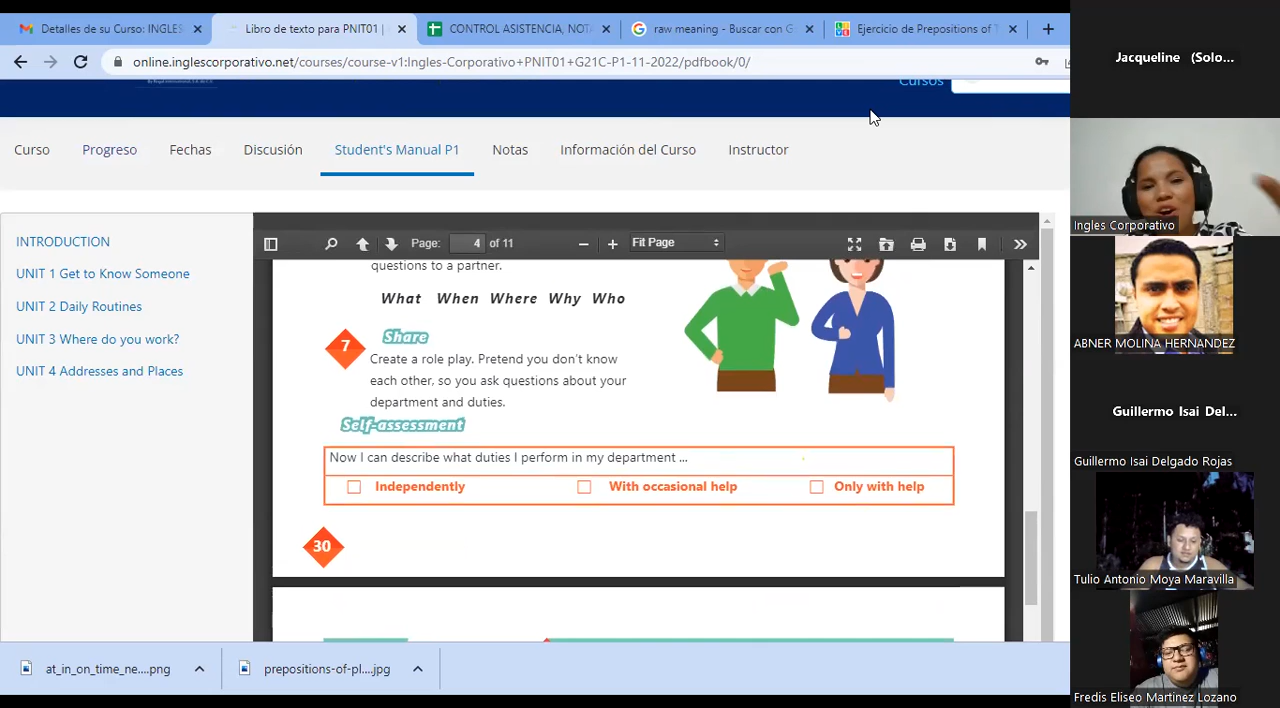 Detalles de su Curso: INGLES
Libro de texto para PNIT01 |
CONTROL ASISTENCIA, NOTA
raw meaning - Buscar con G
Ejercicio de Prepositions of T
online.inglescorporativo.net/courses/course-v1:Ingles-Corporativo+PNIT01+G21C-P1-11-2022/pdfbook/0/
Cursos
Curso
Progreso
Fechas
Discusión
Student's Manual P1
Notas
Información del Curso
Instructor
INTRODUCTION
UNIT 1 Get to Know Someone
UNIT 2 Daily Routines
UNIT 3 Where do you work?
UNIT 4 Addresses and Places
Page: 4 of 11
Fit Page
questions to a partner.
What When Where Why Who
7
Share
Create a role play. Pretend you don't know
each other, so you ask questions about your
department and duties.
Self-assessment
Now I can describe what duties I perform in my department ...
Independently
With occasional help
Only with help
30
at_in_on_time_ne....png
prepositions-of-pl....jpg
Jacqueline (Solo...
Ingles Corporativo
ABNER MOLINA HERNANDEZ
Guillermo Isai Del...
Guillermo Isai Delgado Rojas
Tulio Antonio Moya Maravilla
Fredis Eliseo Martinez Lozano